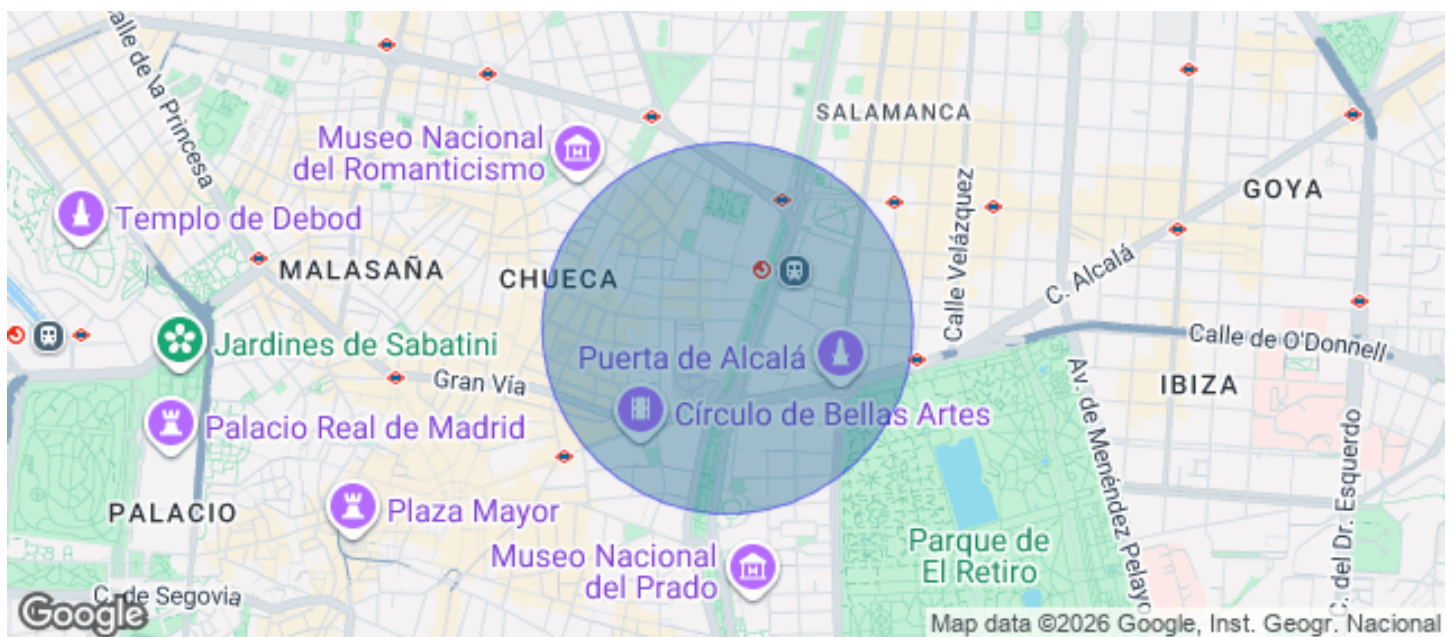 Calle de la Princesa
SALAMANCA
Museo Nacional
del Romanticismo
Calle Velázquez
GOYA
Templo de Debod
MALASAÑA
CHUECA
C. Alcalá
Jardines de Sabatini
Puerta de Alcalá
Calle de O'Donnell
Gran Vía
IBIZA
Palacio Real de Madrid
Círculo de Bellas Artes
Av. de Menéndez Pelayo
C. del Dr. Esquerdo
PALACIO
Plaza Mayor
Museo Nacional
del Prado
Parque de
El Retiro
C. de Segovia
Google
Map data ©2026 Google, Inst. Geogr. Nacional